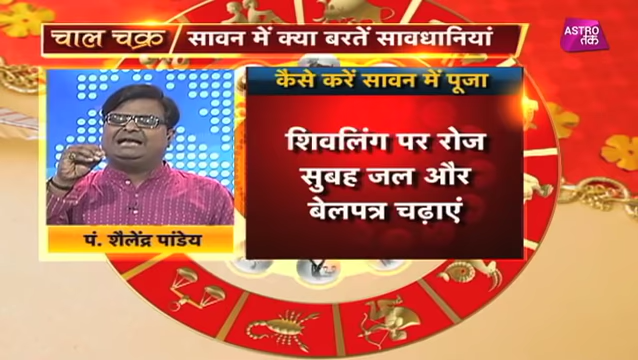 चाल चक्र सावन में क्या बरतें सावधानियां
ASTRO
तक
कैसे करें सावन में पूजा
शिवलिंग पर रोज
सुबह जल और
बेलपत्र चढ़ाएं
पं. शैलेंद्र पांडेय